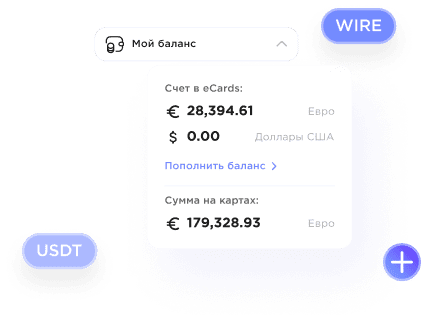 WIRE
Мой баланс
Счет в eCards:
€ 28,394.61 Евро
$ 0.00 Доллары США
Пополнить баланс >
Сумма на картах:
€ 179,328.93 Евро
USDT